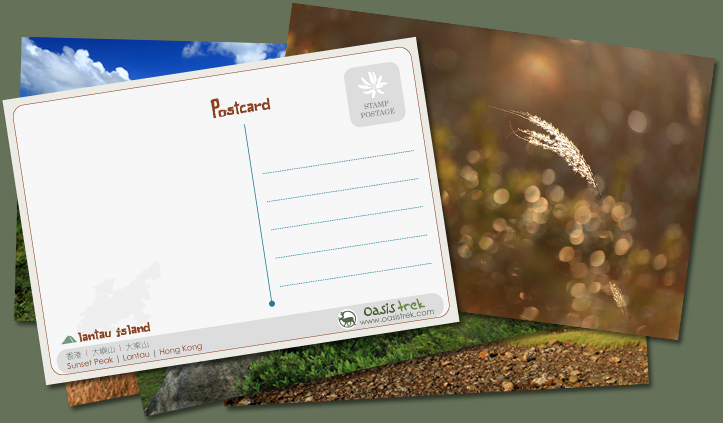 Postcard
STAMP
POSTAGE
lantau island
香港 | 大嶼山 | 大東山
Sunset Peak | Lantau | Hong Kong
Oasistrek
www.oasistrek.com